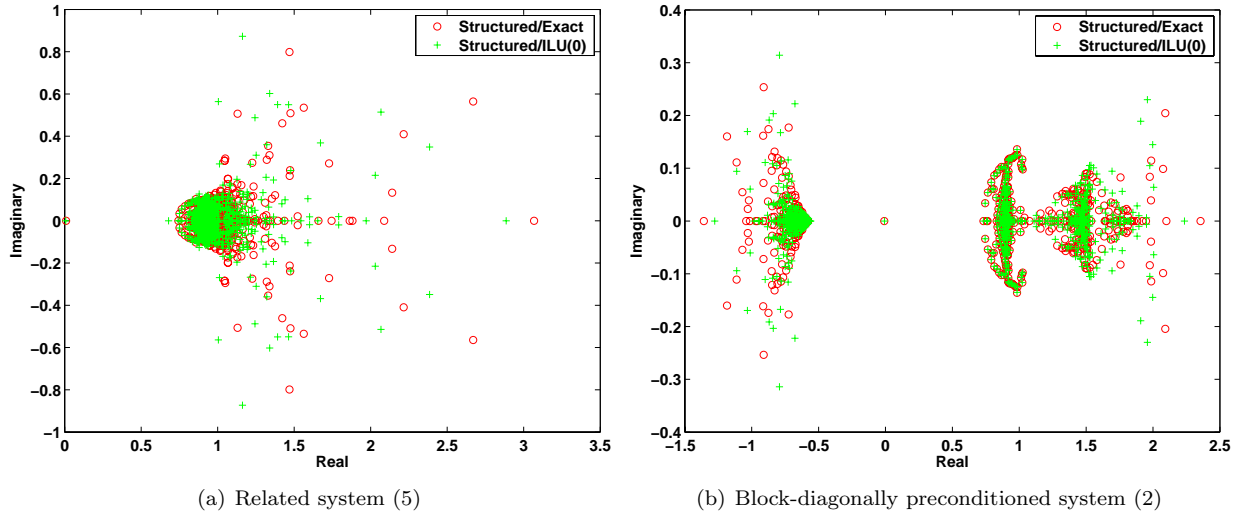 Structured/Exact
Structured/ILU(0)
1
0.8
0.6
0.4
0.2
0
−0.2
−0.4
−0.6
−0.8
−1
Imaginary
0 0.5 1 1.5 2 2.5 3 3.5
Real
(a) Related system (5)
Structured/Exact
Structured/ILU(0)
0.4
0.3
0.2
0.1
0
−0.1
−0.2
−0.3
−0.4
Imaginary
−1.5 −1 −0.5 0 0.5 1 1.5 2 2.5
Real
(b) Block-diagonally preconditioned system (2)